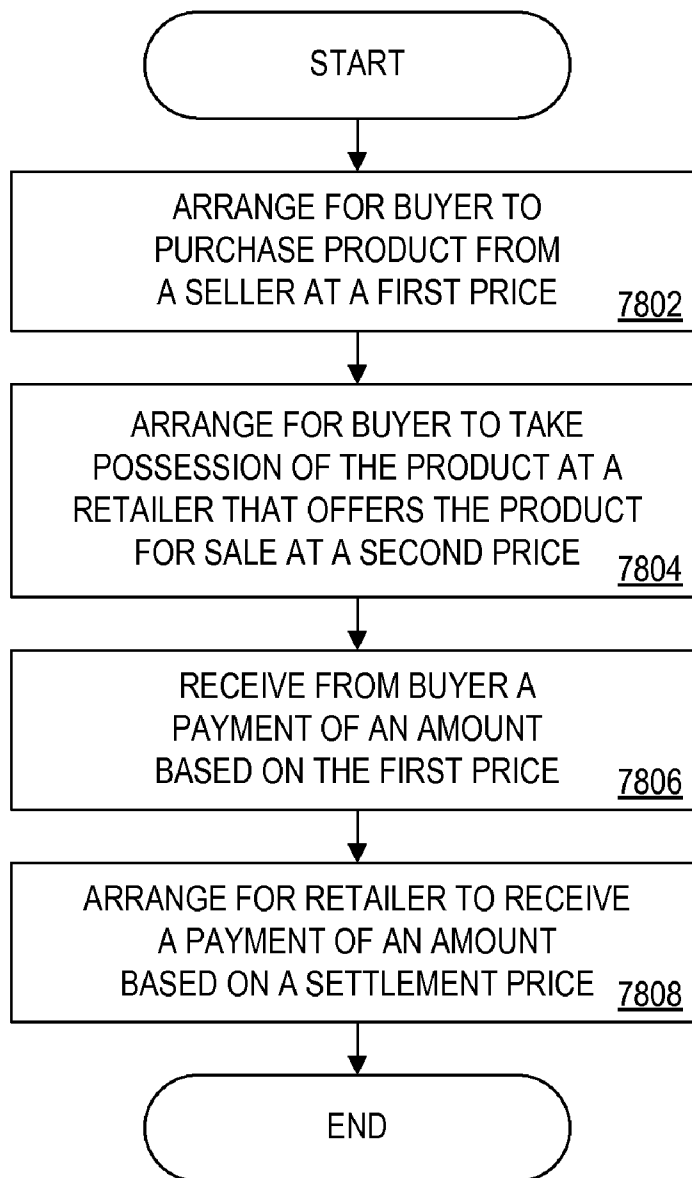 START
ARRANGE FOR BUYER TO
PURCHASE PRODUCT FROM
A SELLER AT A FIRST PRICE
7802
ARRANGE FOR BUYER TO TAKE
POSSESSION OF THE PRODUCT AT A
RETAILER THAT OFFERS THE PRODUCT
FOR SALE AT A SECOND PRICE
7804
RECEIVE FROM BUYER A
PAYMENT OF AN AMOUNT
BASED ON THE FIRST PRICE
7806
ARRANGE FOR RETAILER TO RECEIVE
A PAYMENT OF AN AMOUNT
BASED ON A SETTLEMENT PRICE
7808
END